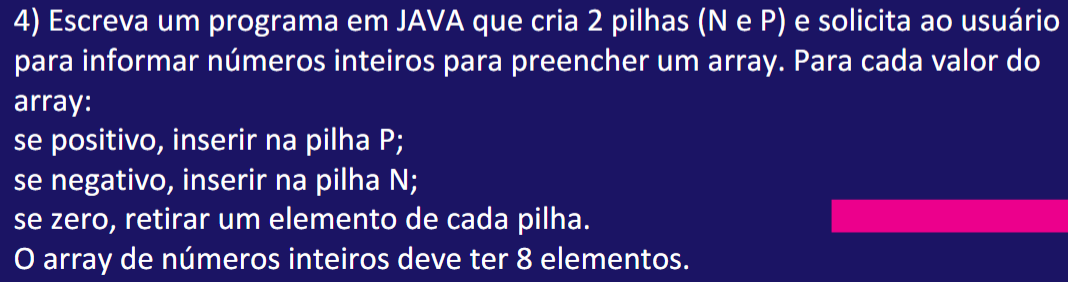 4) Escreva um programa em JAVA que cria 2 pilhas (N e P) e solicita ao usuário
para informar números inteiros para preencher um array. Para cada valor do
array:
se positivo, inserir na pilha P;
se negativo, inserir na pilha N;
se zero, retirar um elemento de cada pilha.
O array de números inteiros deve ter 8 elementos.